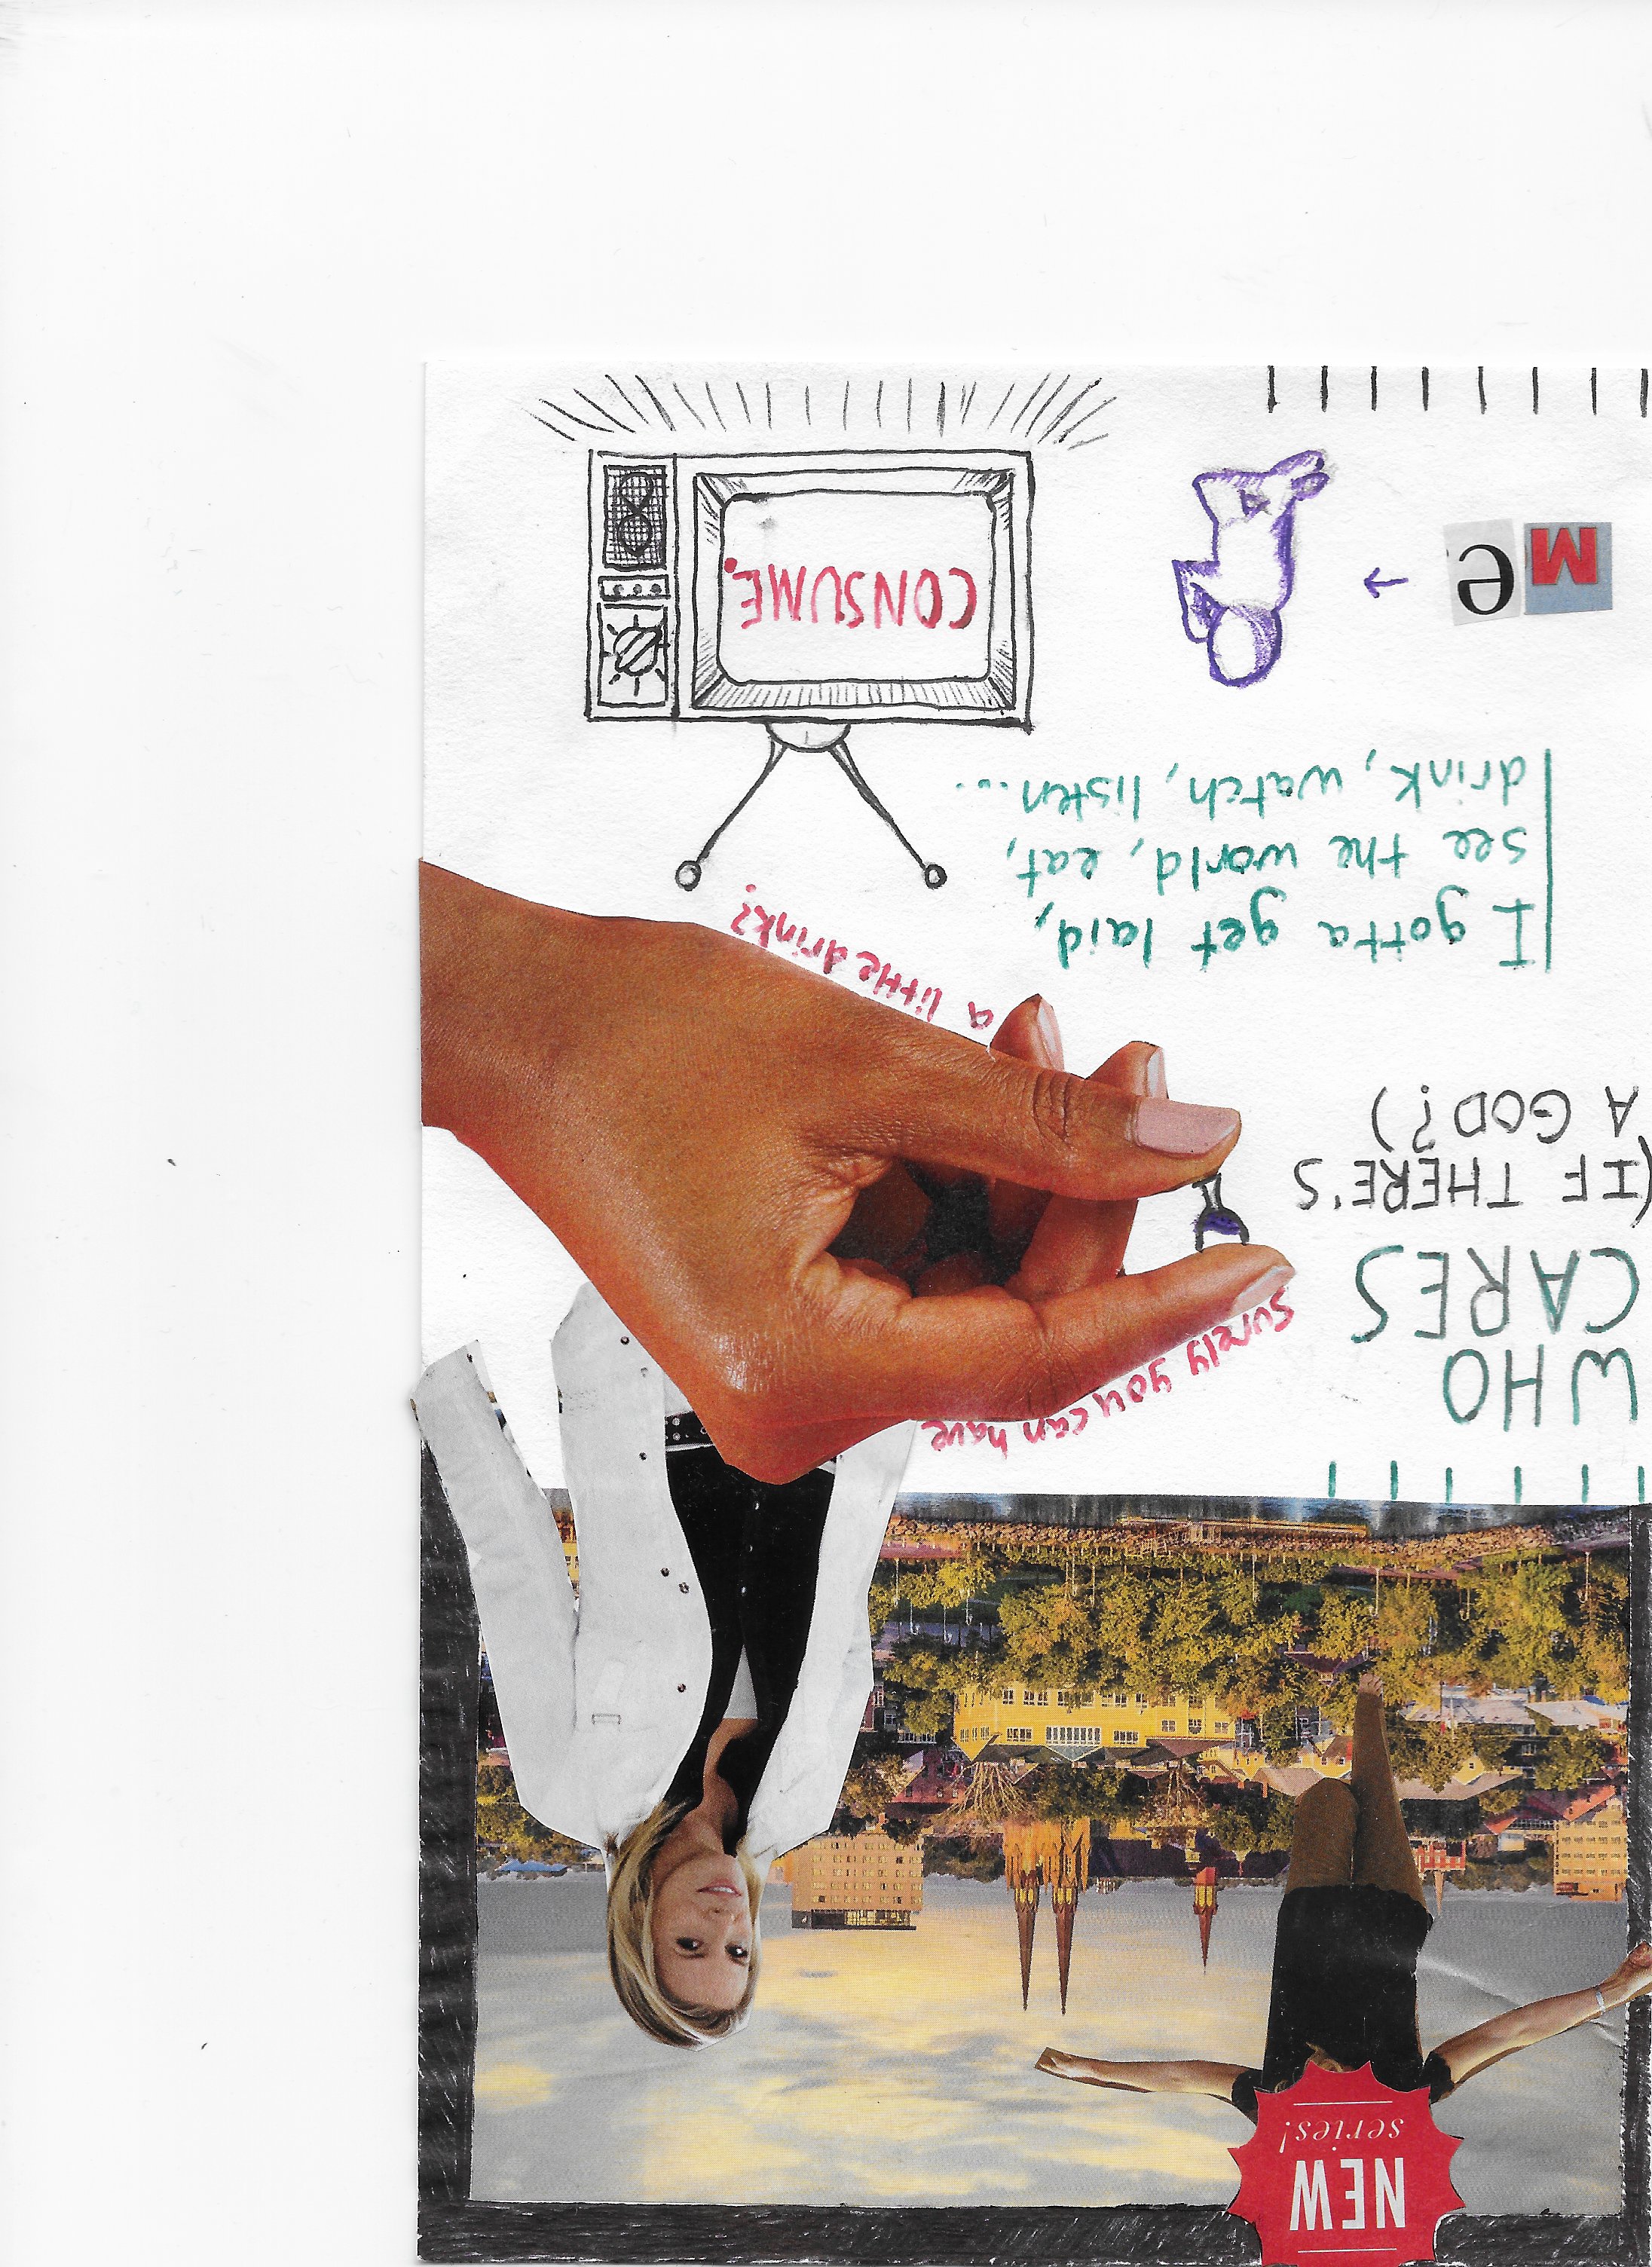 NEW
series!
WHO
CARES
(IF THERE'S
A GOD?)
surely you can have
a little drink?
I gotta get laid,
see the world, eat,
drink, watch, listen...
Me
CONSUME.